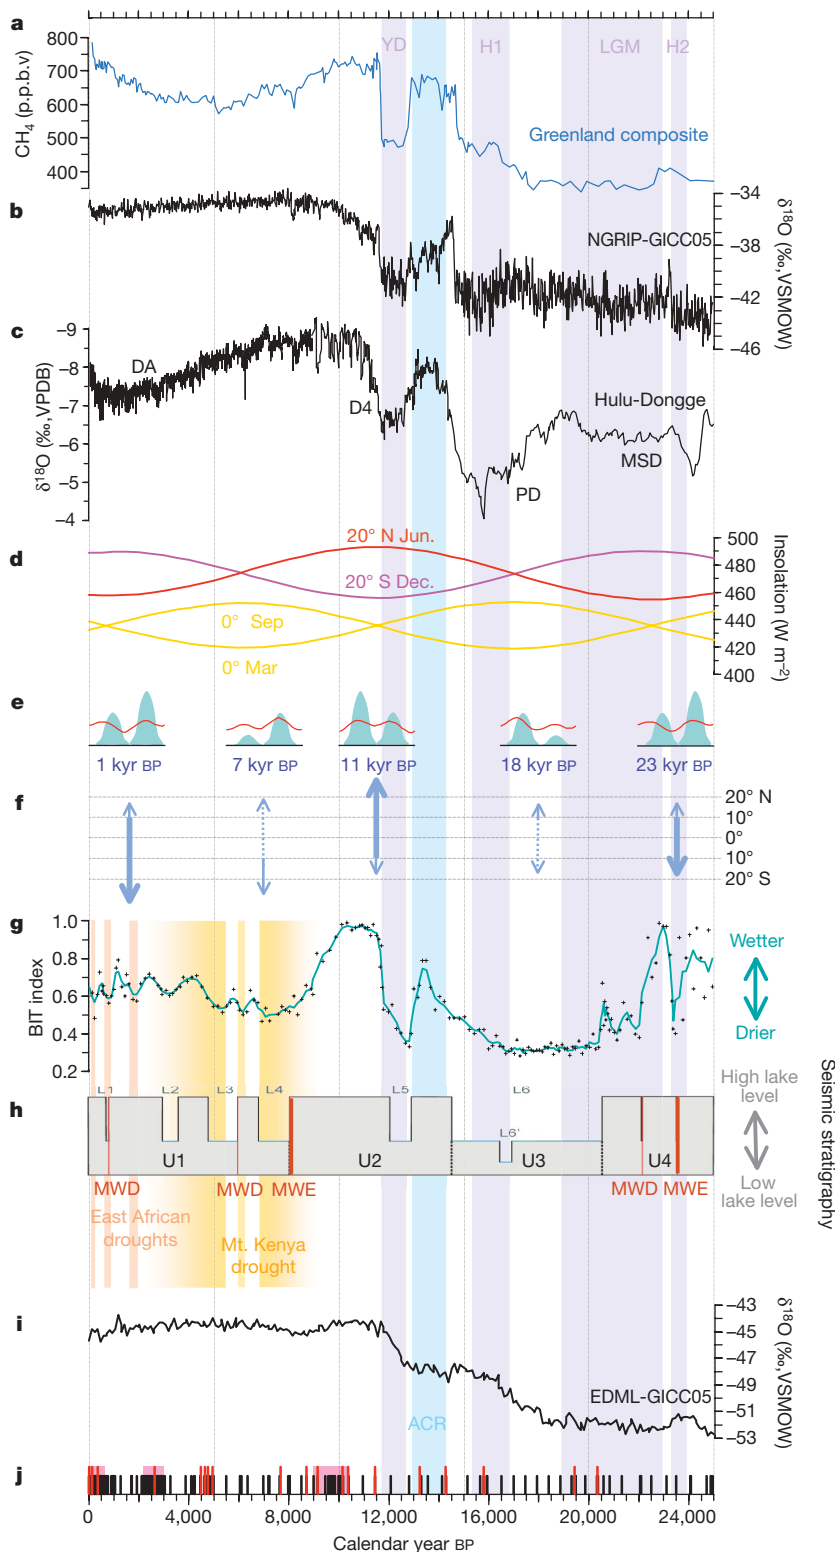 a
YD
H1
LGM
H2
800
700
600
500
400
CH4 (p.p.b.v)
Greenland composite
b
–34
–38
–42
–46
δ18O (‰,VSMOW)
NGRIP-GICC05
c
–9
–8
–7
–6
–5
–4
δ18O (‰,VPDB)
DA
D4
PD
MSD
Hulu-Dongge
d
20° N Jun.
20° S Dec.
0° Sep
0° Mar
500
480
460
440
420
400
Insolation (W m–2)
e
1 kyr BP
7 kyr BP
11 kyr BP
18 kyr BP
23 kyr BP
f
20° N
10°
0°
10°
20° S
g
1.0
0.8
0.6
0.4
0.2
BIT index
Wetter
Drier
h
L1
L2
L3
L4
L5
L6
L6'
U1
U2
U3
U4
MWD
MWD
MWE
MWD
MWE
High lake
level
Low
lake level
Seismic stratigraphy
East African
droughts
Mt. Kenya
drought
i
–43
–45
–47
–49
–51
–53
δ18O (‰,VSMOW)
EDML-GICC05
ACR
j
0
4,000
8,000
12,000
16,000
20,000
24,000
Calendar year BP